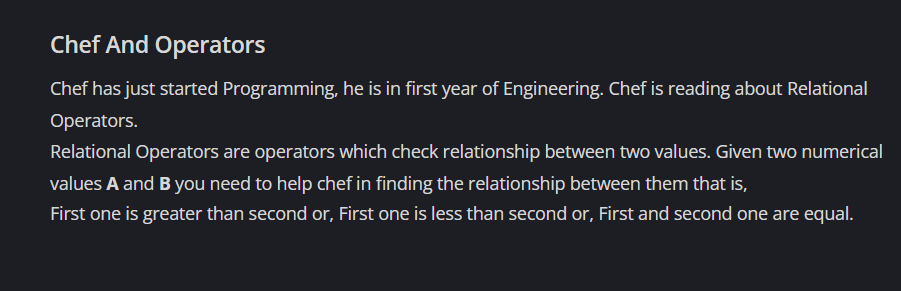 Chef And Operators
Chef has just started Programming, he is in first year of Engineering. Chef is reading about Relational
Operators.
Relational Operators are operators which check relationship between two values. Given two numerical
values A and B you need to help chef in finding the relationship between them that is,
First one is greater than second or, First one is less than second or, First and second one are equal.